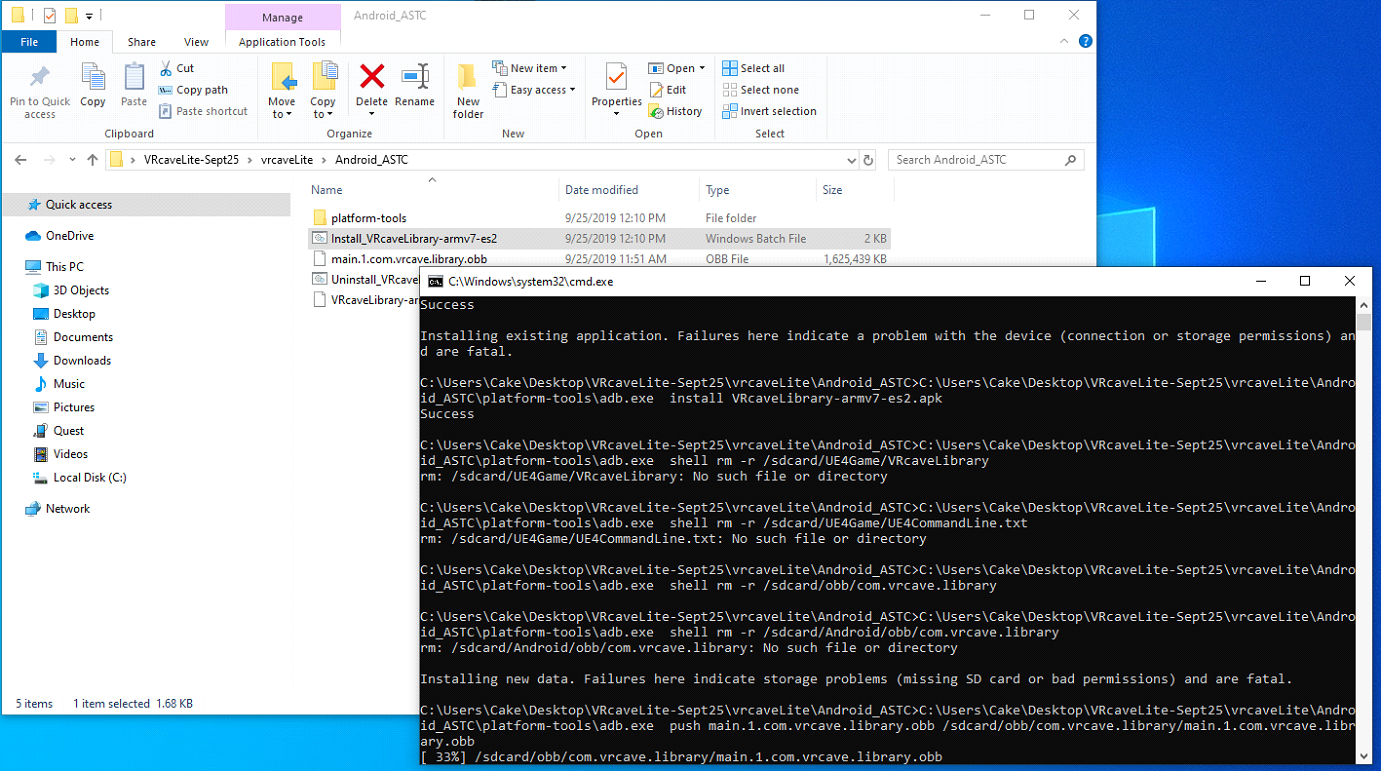 Manage
Android_ASTC
File
Home
Share
View
Application Tools
Pin to Quick access
Copy
Paste
Cut
Copy path
Paste shortcut
Clipboard
Move to
Copy to
Delete
Rename
Organize
New folder
New item
Easy access
New
Properties
Open
Edit
History
Open
Select all
Select none
Invert selection
Select
VRcaveLite-Sept25 > vrcaveLite > Android_ASTC
Search Android_ASTC
Name Date modified Type Size
Quick access
OneDrive
This PC
3D Objects
Desktop
Documents
Downloads
Music
Pictures
Quest
Videos
Local Disk (C:)
Network
platform-tools 9/25/2019 12:10 PM File folder
Install_VRcaveLibrary-armv7-es2 9/25/2019 12:10 PM Windows Batch File 2 KB
main.1.com.vrcave.library.obb 9/25/2019 11:51 AM OBB File 1,625,439 KB
Uninstall_VRcave
VRcaveLibrary-ar
5 items 1 item selected 1.68 KB
C:\Windows\system32\cmd.exe
Success
Installing existing application. Failures here indicate a problem with the device (connection or storage permissions) an
d are fatal.
C:\Users\Cake\Desktop\VRcaveLite-Sept25\vrcaveLite\Android_ASTC>C:\Users\Cake\Desktop\VRcaveLite-Sept25\vrcaveLite\Andro
id_ASTC\platform-tools\adb.exe  install VRcaveLibrary-armv7-es2.apk
Success
C:\Users\Cake\Desktop\VRcaveLite-Sept25\vrcaveLite\Android_ASTC>C:\Users\Cake\Desktop\VRcaveLite-Sept25\vrcaveLite\Andro
id_ASTC\platform-tools\adb.exe  shell rm -r /sdcard/UE4Game/VRcaveLibrary
rm: /sdcard/UE4Game/VRcaveLibrary: No such file or directory
C:\Users\Cake\Desktop\VRcaveLite-Sept25\vrcaveLite\Android_ASTC>C:\Users\Cake\Desktop\VRcaveLite-Sept25\vrcaveLite\Andro
id_ASTC\platform-tools\adb.exe  shell rm -r /sdcard/UE4Game/UE4CommandLine.txt
rm: /sdcard/UE4Game/UE4CommandLine.txt: No such file or directory
C:\Users\Cake\Desktop\VRcaveLite-Sept25\vrcaveLite\Android_ASTC>C:\Users\Cake\Desktop\VRcaveLite-Sept25\vrcaveLite\Andro
id_ASTC\platform-tools\adb.exe  shell rm -r /sdcard/obb/com.vrcave.library
C:\Users\Cake\Desktop\VRcaveLite-Sept25\vrcaveLite\Android_ASTC>C:\Users\Cake\Desktop\VRcaveLite-Sept25\vrcaveLite\Andro
id_ASTC\platform-tools\adb.exe  shell rm -r /sdcard/Android/obb/com.vrcave.library
rm: /sdcard/Android/obb/com.vrcave.library: No such file or directory
Installing new data. Failures here indicate storage problems (missing SD card or bad permissions) and are fatal.
C:\Users\Cake\Desktop\VRcaveLite-Sept25\vrcaveLite\Android_ASTC>C:\Users\Cake\Desktop\VRcaveLite-Sept25\vrcaveLite\Andro
id_ASTC\platform-tools\adb.exe  push main.1.com.vrcave.library.obb /sdcard/obb/com.vrcave.library/main.1.com.vrcave.libr
ary.obb
[ 33%] /sdcard/obb/com.vrcave.library/main.1.com.vrcave.library.obb